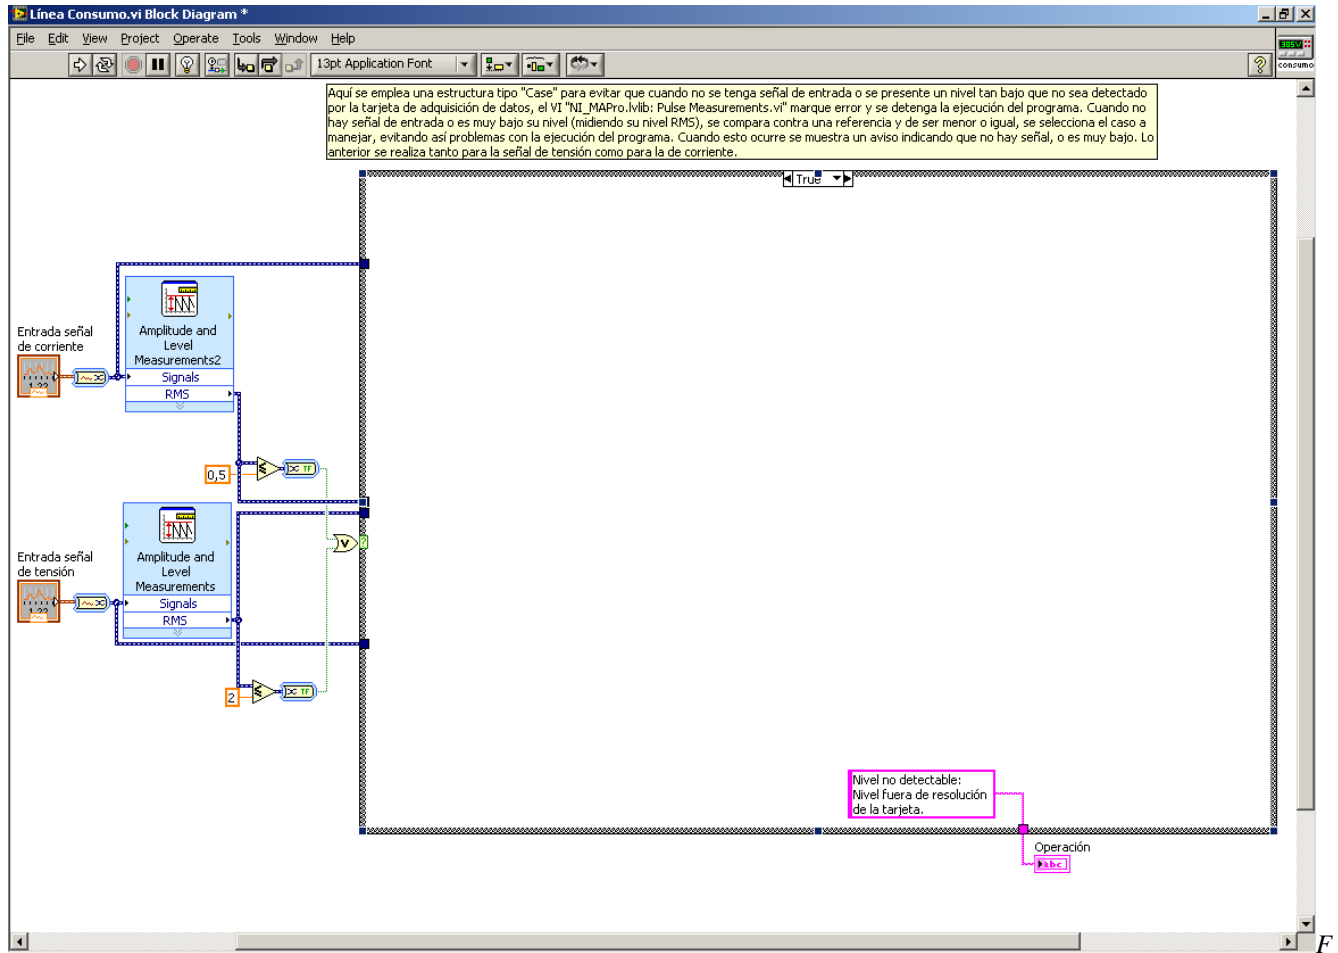 Línea Consumo.vi Block Diagram *
File Edit View Project Operate Tools Window Help
13pt Application Font
consumo
Aquí se emplea una estructura tipo "Case" para evitar que cuando no se tenga señal de entrada o se presente un nivel tan bajo que no sea detectado
por la tarjeta de adquisición de datos, el VI "NI_MAPro.lvlib: Pulse Measurements.vi" marque error y se detenga la ejecución del programa. Cuando no
hay señal de entrada o es muy bajo su nivel (midiendo su nivel RMS), se compara contra una referencia y de ser menor o igual, se selecciona el caso a
manejar, evitando así problemas con la ejecución del programa. Cuando esto ocurre se muestra un aviso indicando que no hay señal, o es muy bajo. Lo
anterior se realiza tanto para la señal de tensión como para la de corriente.
True
Entrada señal
de corriente
Amplitude and
Level
Measurements2
Signals
RMS
TF
0,5
Entrada señal
de tensión
Amplitude and
Level
Measurements
Signals
RMS
V
?
TF
2
Nivel no detectable:
Nivel fuera de resolución
de la tarjeta.
Operación
abc
F